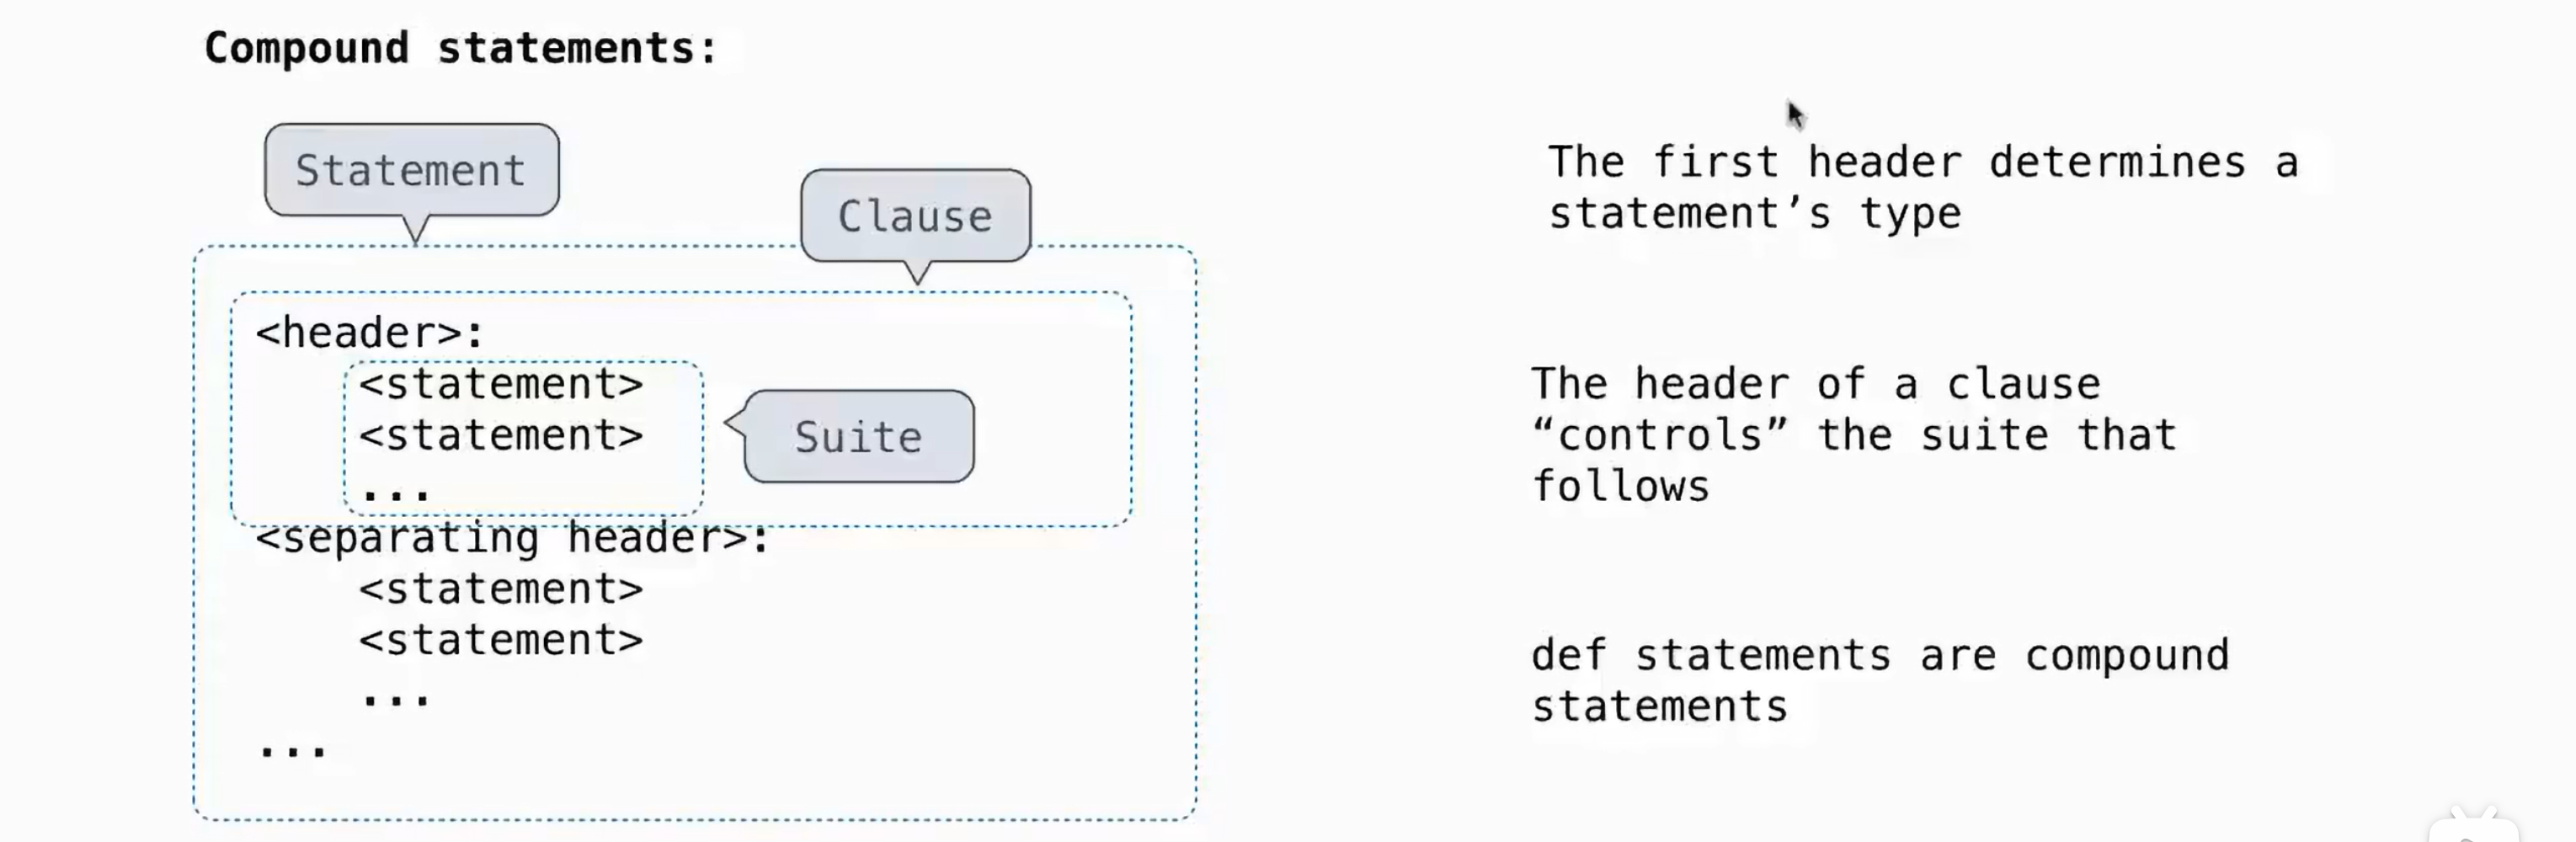 Compound statements:
Statement
Clause
<header>:
<statement>
<statement>
...
Suite
<separating header>:
<statement>
<statement>
...
...
The first header determines a
statement’s type
The header of a clause
“controls” the suite that
follows
def statements are compound
statements